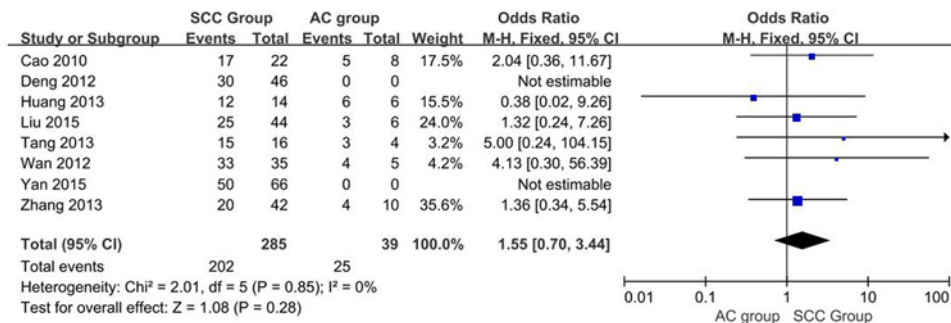 SCC Group AC group Odds Ratio Odds Ratio
Study or Subgroup Events Total Events Total Weight M-H, Fixed, 95% CI M-H, Fixed, 95% CI
Cao 2010 17 22 5 8 17.5% 2.04 [0.36, 11.67]
Deng 2012 30 46 0 0 Not estimable
Huang 2013 12 14 6 6 15.5% 0.38 [0.02, 9.26]
Liu 2015 25 44 3 6 24.0% 1.32 [0.24, 7.26]
Tang 2013 15 16 3 4 3.2% 5.00 [0.24, 104.15]
Wan 2012 33 35 4 5 4.2% 4.13 [0.30, 56.39]
Yan 2015 50 66 0 0 Not estimable
Zhang 2013 20 42 4 10 35.6% 1.36 [0.34, 5.54]
Total (95% CI) 285 39 100.0% 1.55 [0.70, 3.44]
Total events 202 25
Heterogeneity: Chi² = 2.01, df = 5 (P = 0.85); I² = 0%
Test for overall effect: Z = 1.08 (P = 0.28)
0.01 0.1 1 10 100
AC group SCC Group